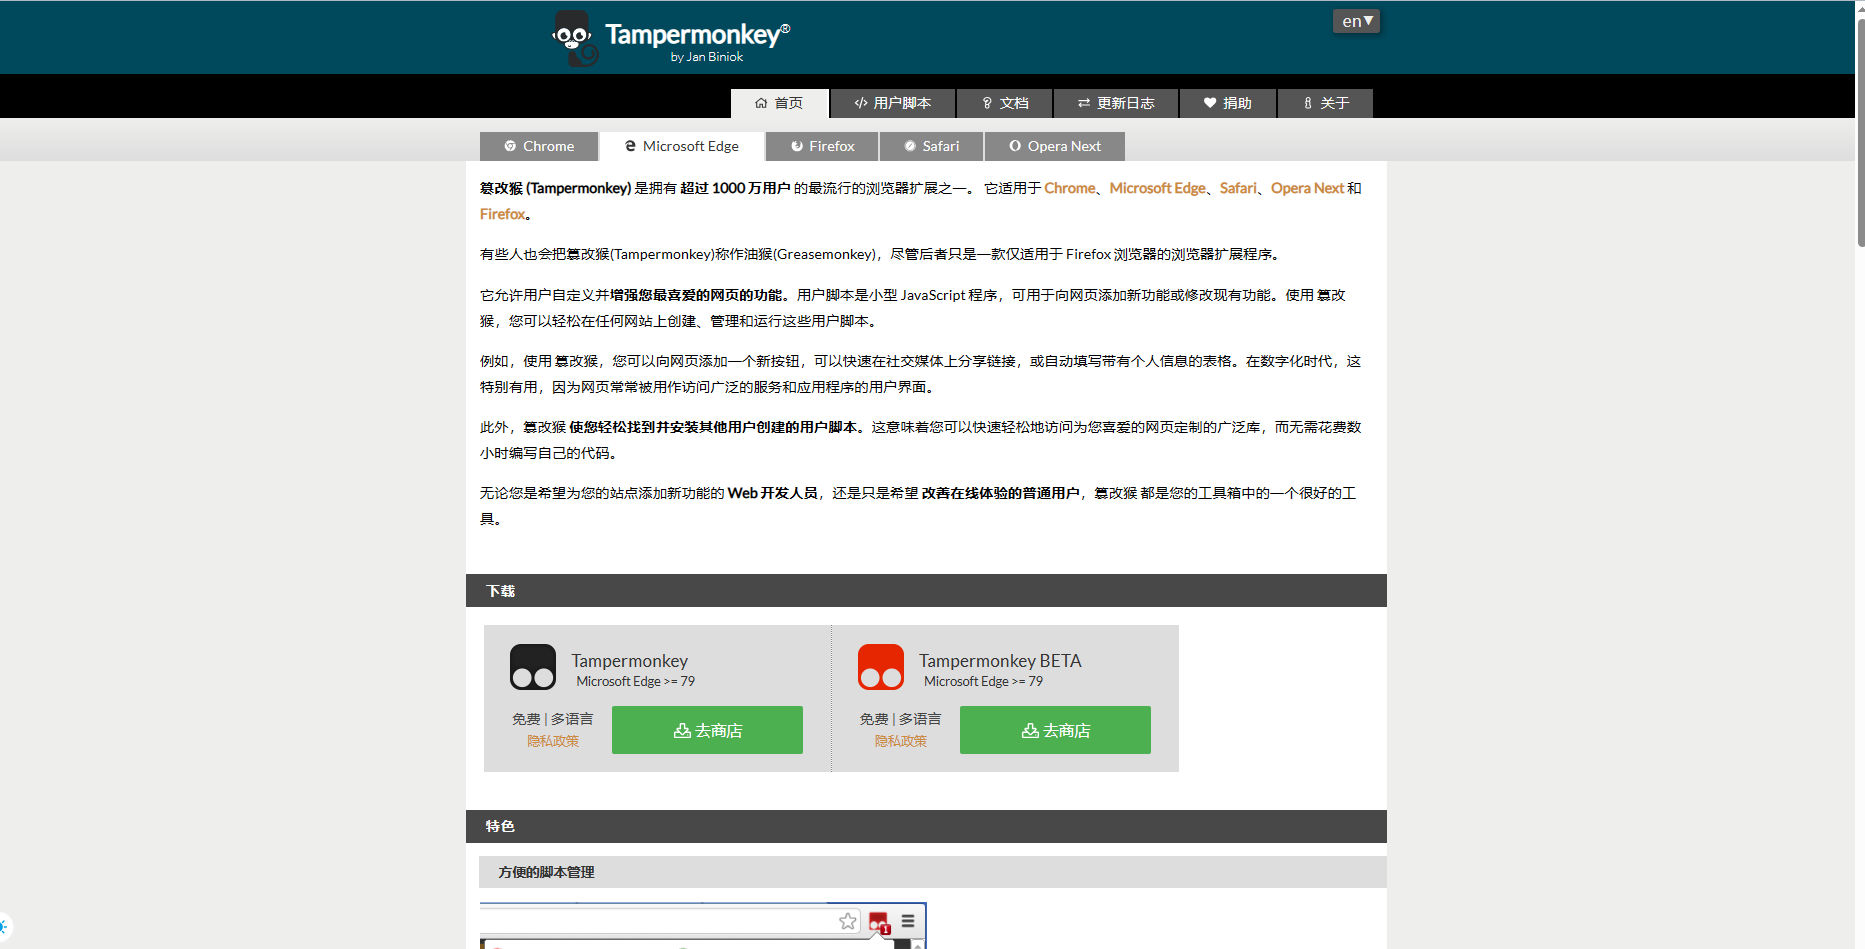 Tampermonkey®
by Jan Biniok
en▼
首页
用户脚本
文档
更新日志
捐助
关于
Chrome
Microsoft Edge
Firefox
Safari
Opera Next
篡改猴 (Tampermonkey) 是拥有 超过 1000 万用户 的最流行的浏览器扩展之一。 它适用于 Chrome、Microsoft Edge、Safari、Opera Next 和
Firefox。
有些人也会把篡改猴(Tampermonkey)称作油猴(Greasemonkey)，尽管后者只是一款仅适用于 Firefox 浏览器的浏览器扩展程序。
它允许用户自定义并增强您最喜爱的网页的功能。用户脚本是小型 JavaScript 程序，可用于向网页添加新功能或修改现有功能。使用 篡改
猴，您可以轻松在任何网站上创建、管理和运行这些用户脚本。
例如，使用 篡改猴，您可以向网页添加一个新按钮，可以快速在社交媒体上分享链接，或自动填写带有个人信息的表格。在数字化时代，这
特别有用，因为网页常常被用作访问广泛的服务和应用程序的用户界面。
此外，篡改猴 使您轻松找到并安装其他用户创建的用户脚本。这意味着您可以快速轻松地访问为您喜爱的网页定制的广泛库，而无需花费数
小时编写自己的代码。
无论您是希望为您的站点添加新功能的 Web 开发人员，还是只是希望 改善在线体验的普通用户，篡改猴 都是您的工具箱中的一个很好的工
具。
下载
Tampermonkey
Microsoft Edge >= 79
免费 | 多语言
隐私政策
去商店
Tampermonkey BETA
Microsoft Edge >= 79
免费 | 多语言
隐私政策
去商店
特色
方便的脚本管理
1